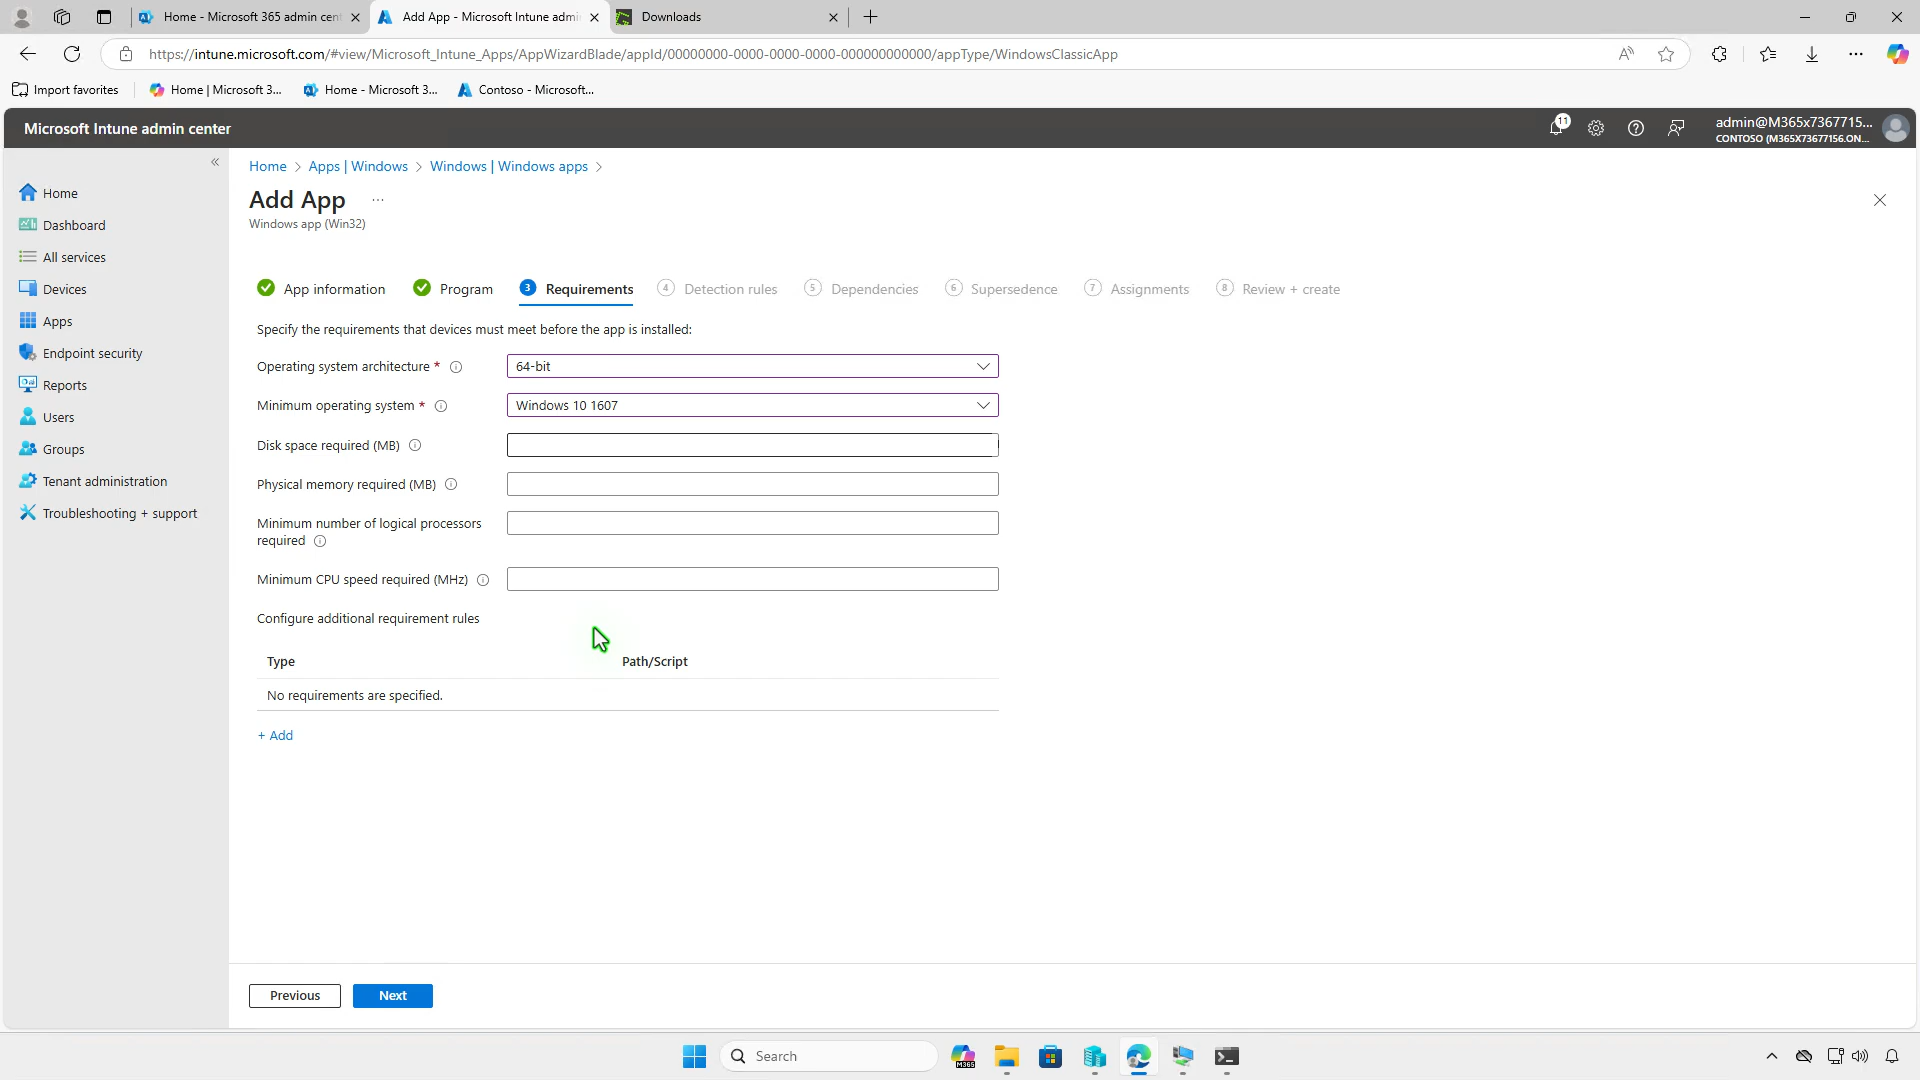 Home - Microsoft 365 admin cent
Add App - Microsoft Intune admin
Downloads
https://intune.microsoft.com/#view/Microsoft_Intune_Apps/AppWizardBlade/appId/00000000-0000-0000-0000-000000000000/appType/WindowsClassicApp
Import favorites
Home | Microsoft 3...
Home - Microsoft 3...
Contoso - Microsoft...
Microsoft Intune admin center
11
admin@M365x7367715...
CONTOSO (M365X73677156.ON...
Home
Dashboard
All services
Devices
Apps
Endpoint security
Reports
Users
Groups
Tenant administration
Troubleshooting + support
Home > Apps | Windows > Windows | Windows apps >
Add App ...
Windows app (Win32)
App information
Program
3 Requirements
4 Detection rules
5 Dependencies
6 Supersedence
7 Assignments
8 Review + create
Specify the requirements that devices must meet before the app is installed:
Operating system architecture *
64-bit
Minimum operating system *
Windows 10 1607
Disk space required (MB)
Physical memory required (MB)
Minimum number of logical processors
required
Minimum CPU speed required (MHz)
Configure additional requirement rules
Type Path/Script
No requirements are specified.
+ Add
Previous
Next
Search
M365